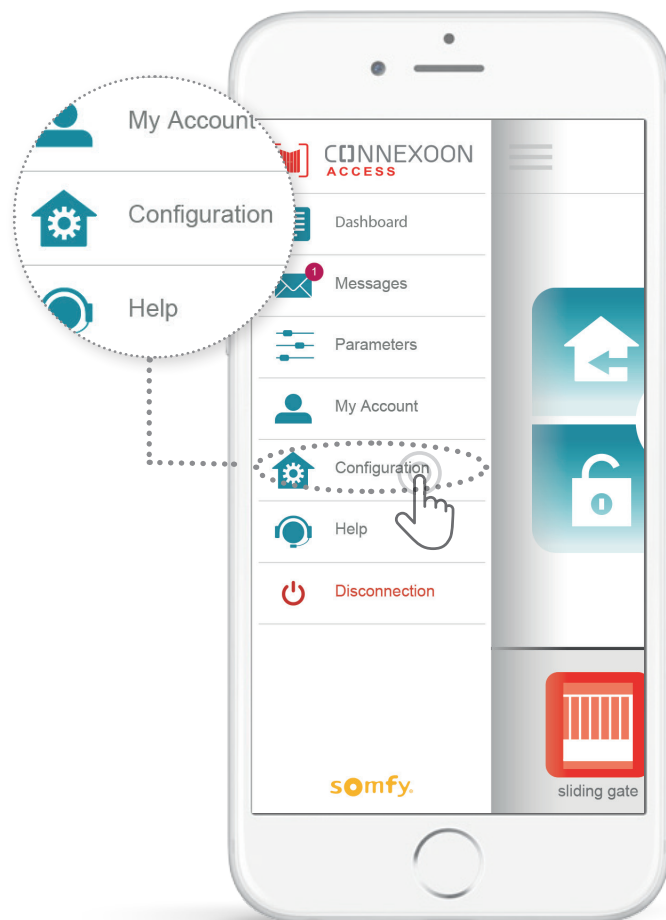 My Account
Configuration
Help
CONNEXOON
ACCESS
Dashboard
1
Messages
Parameters
My Account
Configuration
Help
Disconnection
somfy.
sliding gate